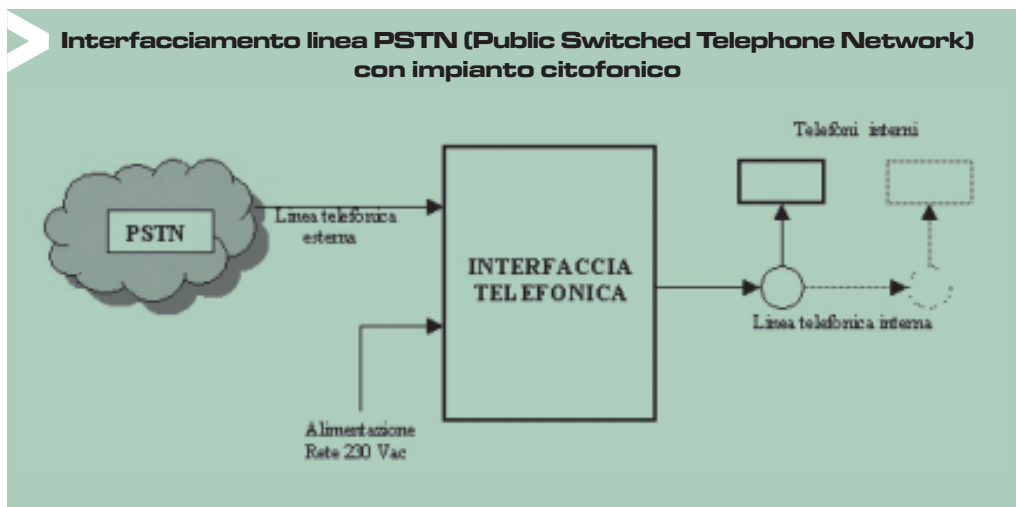 Interfacciamento linea PSTN (Public Switched Telephone Network)
con impianto citofonico
Telefoni interni
PSTN
Linea telefonica
esterna
INTERFACCIA
TELEFONICA
Linea telefonica interna
Alimentazione
Rete 230 Vac